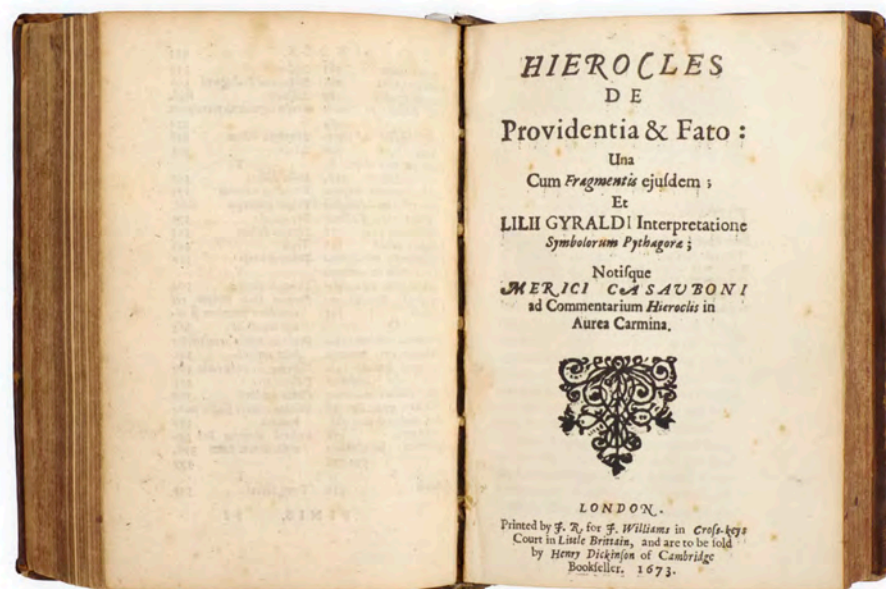 HIEROCLES
DE
Providentia & Fato :
Una
Cum Fragmentis ejuſdem ;
Et
LILII GYRALDI Interpretatione
Symbolorum Pythagoræ ;
Notiſque
MERICI CASAVBONI
ad Commentarium Hieroclis in
Aurea Carmina.
LONDON.
Printed by J. R. for J. Williams in Croſs-keys
Court in Little Brittain, and are to be ſold
by Henry Dickinſon of Cambridge
Bookſeller. 1673.